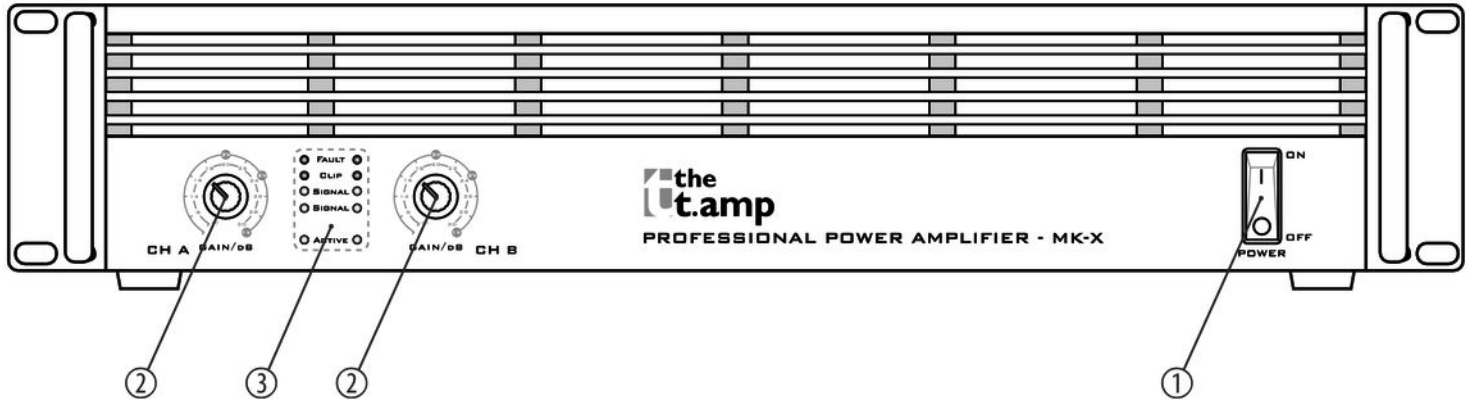 FAULT
CLIP
SIGNAL
SIGNAL
ACTIVE
CH A GAIN/DB
GAIN/DB CH B
the
t.amp
PROFESSIONAL POWER AMPLIFIER - MK-X
ON
OFF
POWER
2
3
2
1